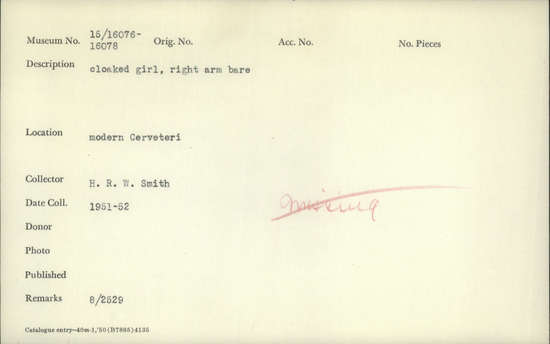 Museum No. 15/16076-16078 Orig. No. Acc. No. No. Pieces
Description cloaked girl, right arm bare
Location modern Cerveteri
Collector H. R. W. Smith
Date Coll. 1951-52 missing
Donor
Photo
Published
Remarks 8/2529
Catalogue entry—40m-1,'50(B7885)4135